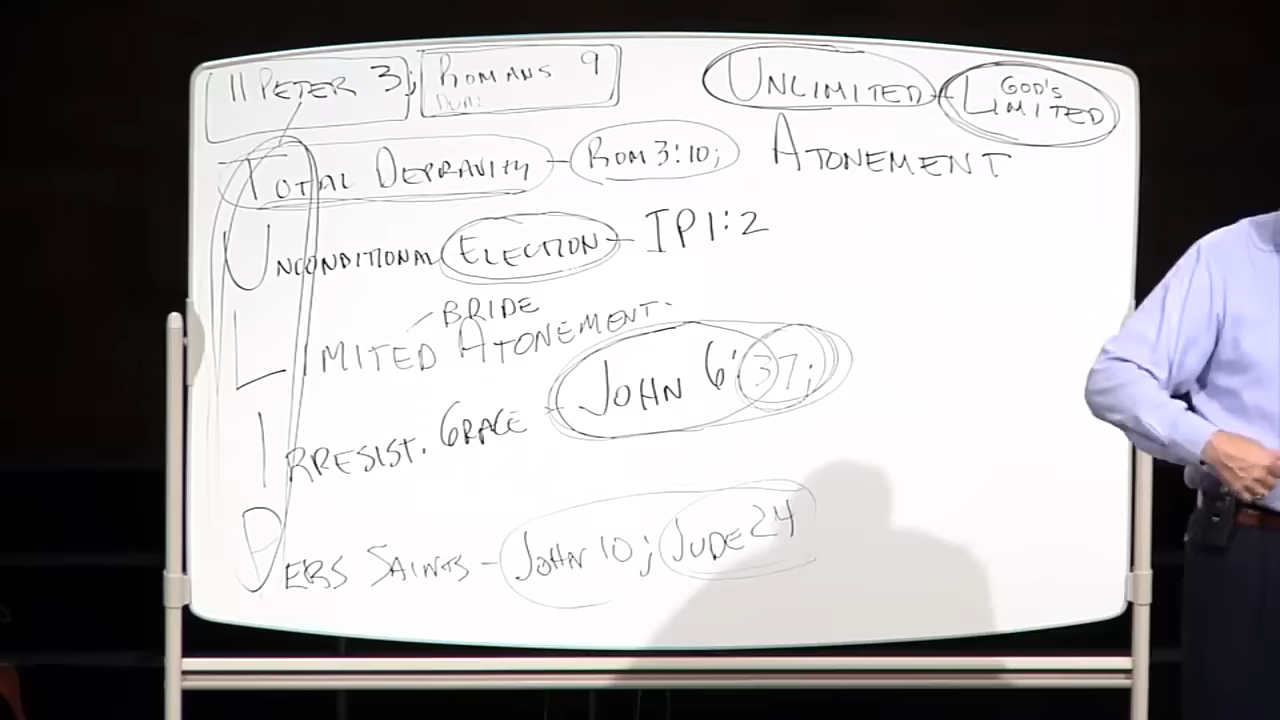 II PETER 3; ROMANS 9
UNLIMITED - GOD'S LIMITED
ATONEMENT
TOTAL DEPRAVITY - ROM 3:10;
UNCONDITIONAL ELECTION - I P 1:2
BRIDE
LIMITED ATONEMENT
IRRESIST. GRACE - JOHN 6:37;
PERS SAINTS - JOHN 10; JUDE 24